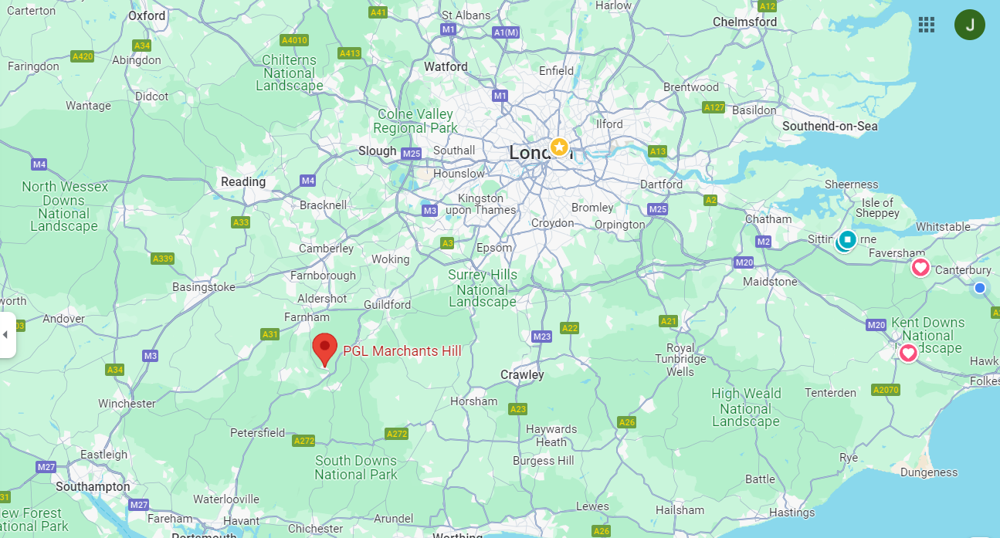 Carterton
Oxford
A41
St Albans
Harlow
A12
Chelmsford
J
M1
A1(M)
A4010
A34
A413
A420
Abingdon
Faringdon
Chilterns
National
Landscape
Watford
Enfield
Brentwood
Didcot
Wantage
M1
A127
Basildon
Colne Valley
Regional Park
Ilford
Southend-on-Sea
Slough
M25
Southall
London
A13
M4
Reading
M4
Hounslow
Dartford
Sheerness
North Wessex
Downs
National
Landscape
Bracknell
M3
Kingston
upon Thames
Bromley
M25
A2
Isle of
Sheppey
A33
Croydon
Orpington
Chatham
Whitstable
Camberley
A3
Epsom
M2
Sittin
rne
A339
Woking
Faversham
Farnborough
Surrey Hills
National
Landscape
M20
Canterbury
Basingstoke
Maidstone
Aldershot
Guildford
worth
Andover
Farnham
A21
03
A31
M23
A22
M20
Kent Downs
National
dscape
PGL Marchants Hill
Royal
Tunbridge
Wells
M3
A34
Crawley
Hawk
Folkes
Winchester
Horsham
A23
High Weald
National
Landscape
Tenterden
A2070
Petersfield
A272
A272
Haywards
Heath
A26
Eastleigh
South Downs
National Park
Burgess Hill
Rye
M27
Dungeness
Southampton
Battle
31
M27
Waterlooville
Lewes
Hailsham
Hastings
ew Forest
ational Park
Fareham
Havant
Arundel
Chichester
A26
Portsmouth
Worthing